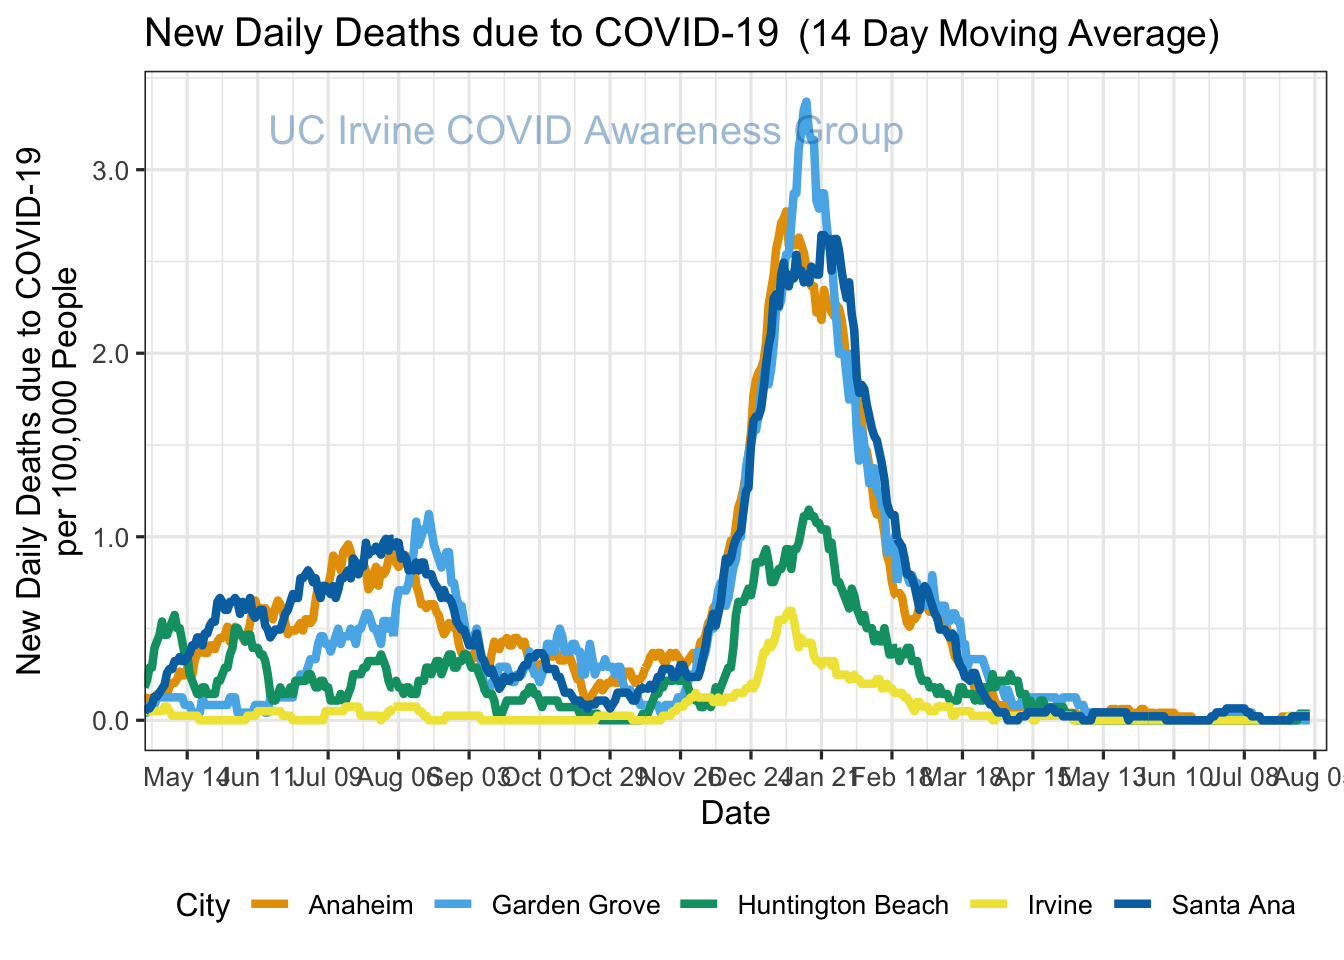 New Daily Deaths due to COVID-19 (14 Day Moving Average)
UC Irvine COVID Awareness Group
New Daily Deaths due to COVID-19
per 100,000 People
3.0
2.0
1.0
0.0
May 14 Jun 11 Jul 09 Aug 06 Sep 03 Oct 01 Oct 29 Nov 26 Dec 24 Jan 21 Feb 18 Mar 18 Apr 15 May 13 Jun 10 Jul 08 Aug
Date
City Anaheim Garden Grove Huntington Beach Irvine Santa Ana